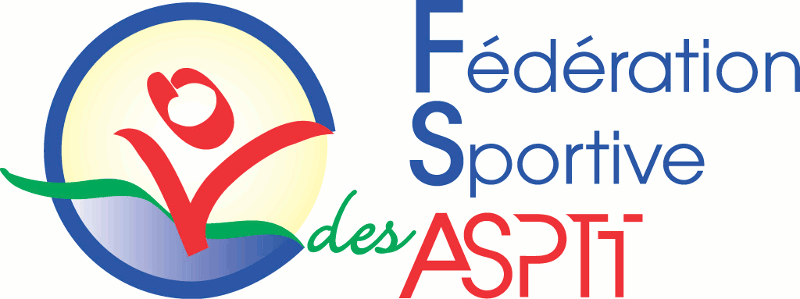 Fédération
Sportive
des ASPTT